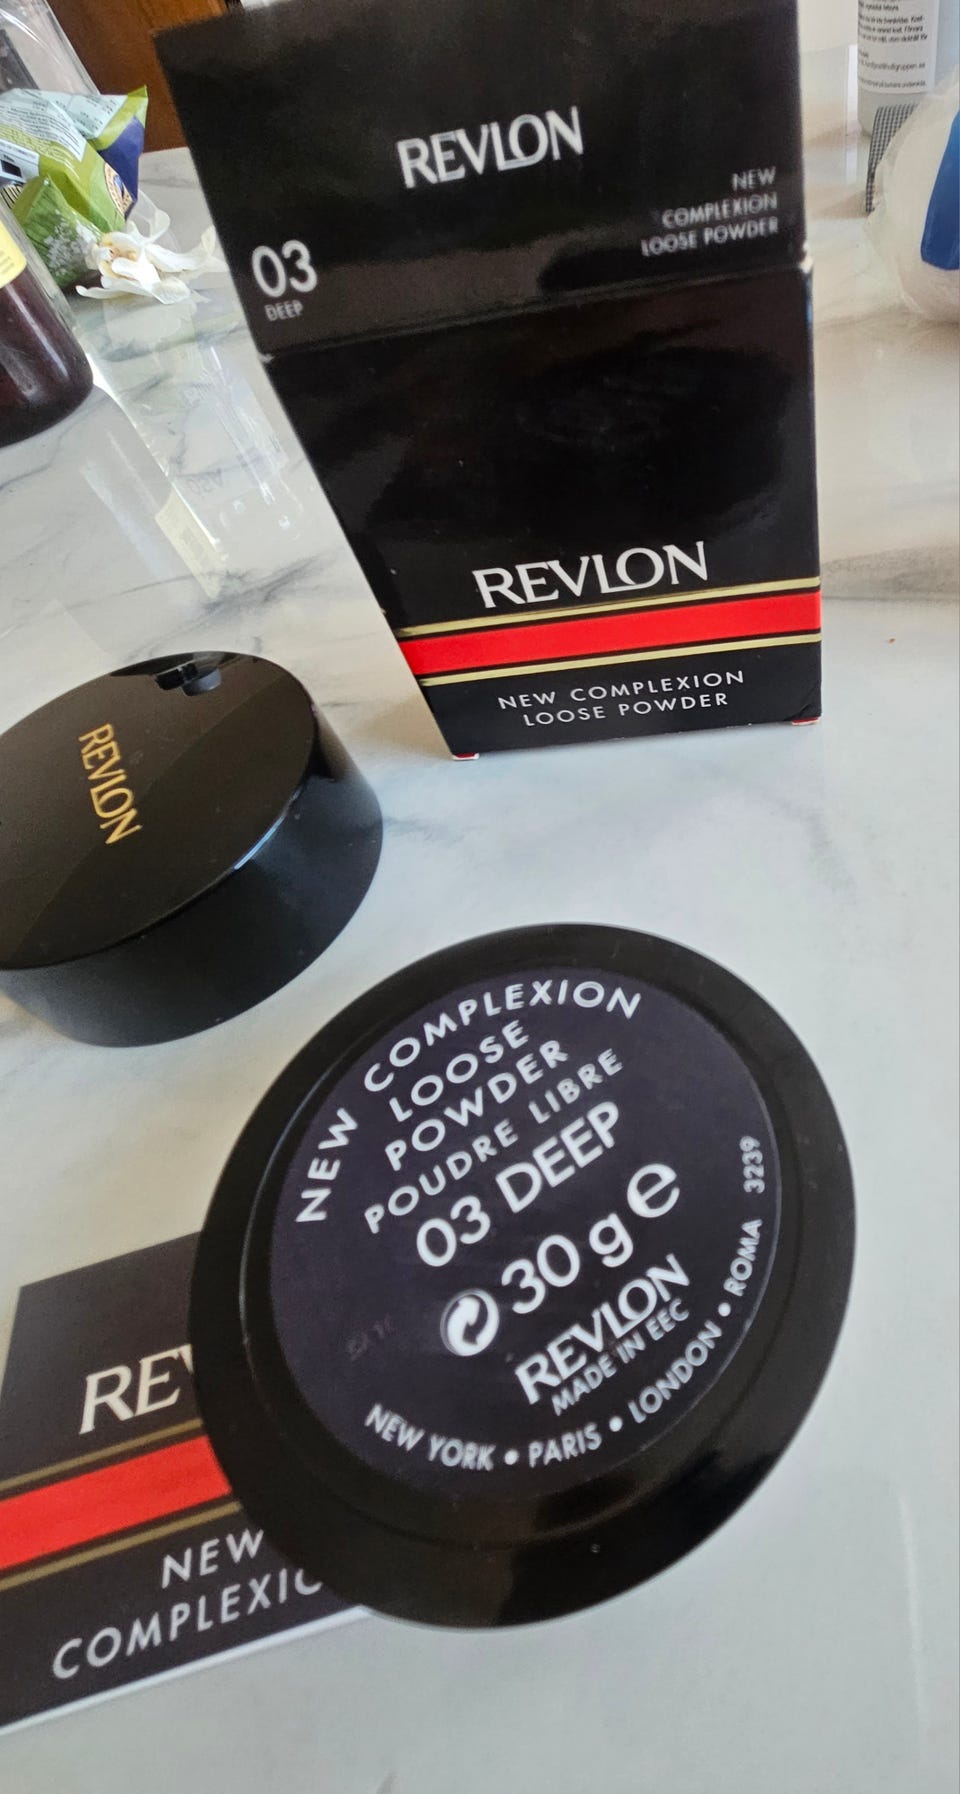 REVLON
NEW
COMPLEXION
LOOSE POWDER
03
DEEP
REVLON
NEW COMPLEXION
LOOSE POWDER
REVLON
NEW COMPLEXION
LOOSE
POWDER
POUDRE LIBRE
03 DEEP
30 g e
REVLON
MADE IN EEC
NEW YORK • PARIS • LONDON • ROMA 3239
REV
NEW
COMPLEXIO